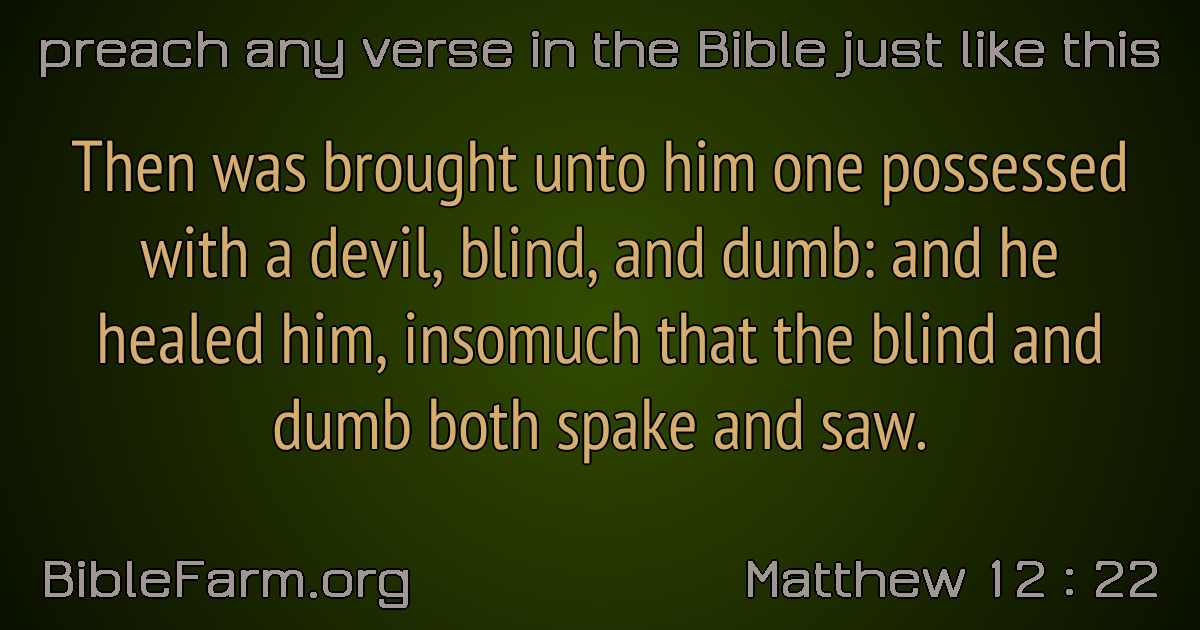 preach any verse in the Bible just like this
Then was brought unto him one possessed
with a devil, blind, and dumb: and he
healed him, insomuch that the blind and
dumb both spake and saw.
BibleFarm.org
Matthew 12 : 22